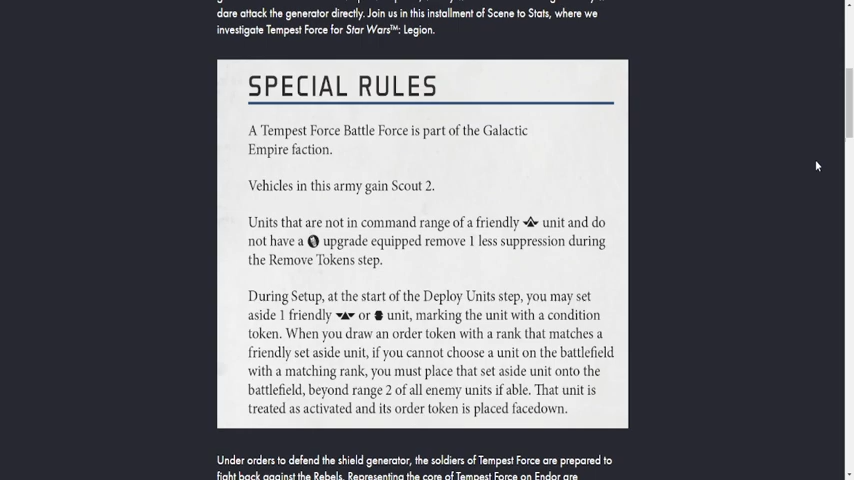 dare attack the generator directly. Join us in this installment of Scene to Stats, where we
investigate Tempest Force for Star Wars™: Legion.
SPECIAL RULES
A Tempest Force Battle Force is part of the Galactic
Empire faction.
Vehicles in this army gain Scout 2.
Units that are not in command range of a friendly unit and do
not have a upgrade equipped remove 1 less suppression during
the Remove Tokens step.
During Setup, at the start of the Deploy Units step, you may set
aside 1 friendly or unit, marking the unit with a condition
token. When you draw an order token with a rank that matches a
friendly set aside unit, if you cannot choose a unit on the battlefield
with a matching rank, you must place that set aside unit onto the
battlefield, beyond range 2 of all enemy units if able. That unit is
treated as activated and its order token is placed facedown.
Under orders to defend the shield generator, the soldiers of Tempest Force are prepared to
fight back against the Rebels. Representing the core of Tempest Force on Endor are